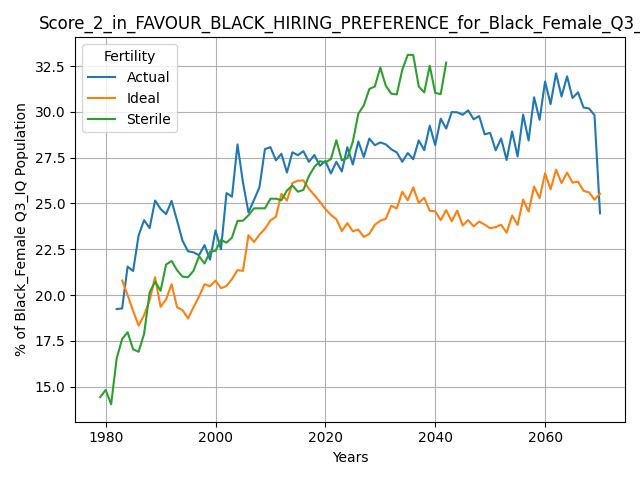 Score_2_in_FAVOUR_BLACK_HIRING_PREFERENCE_for_Black_Female_Q3_
Fertility
Actual
Ideal
Sterile
% of Black_Female Q3_IQ Population
32.5
30.0
27.5
25.0
22.5
20.0
17.5
15.0
1980
2000
2020
2040
2060
Years